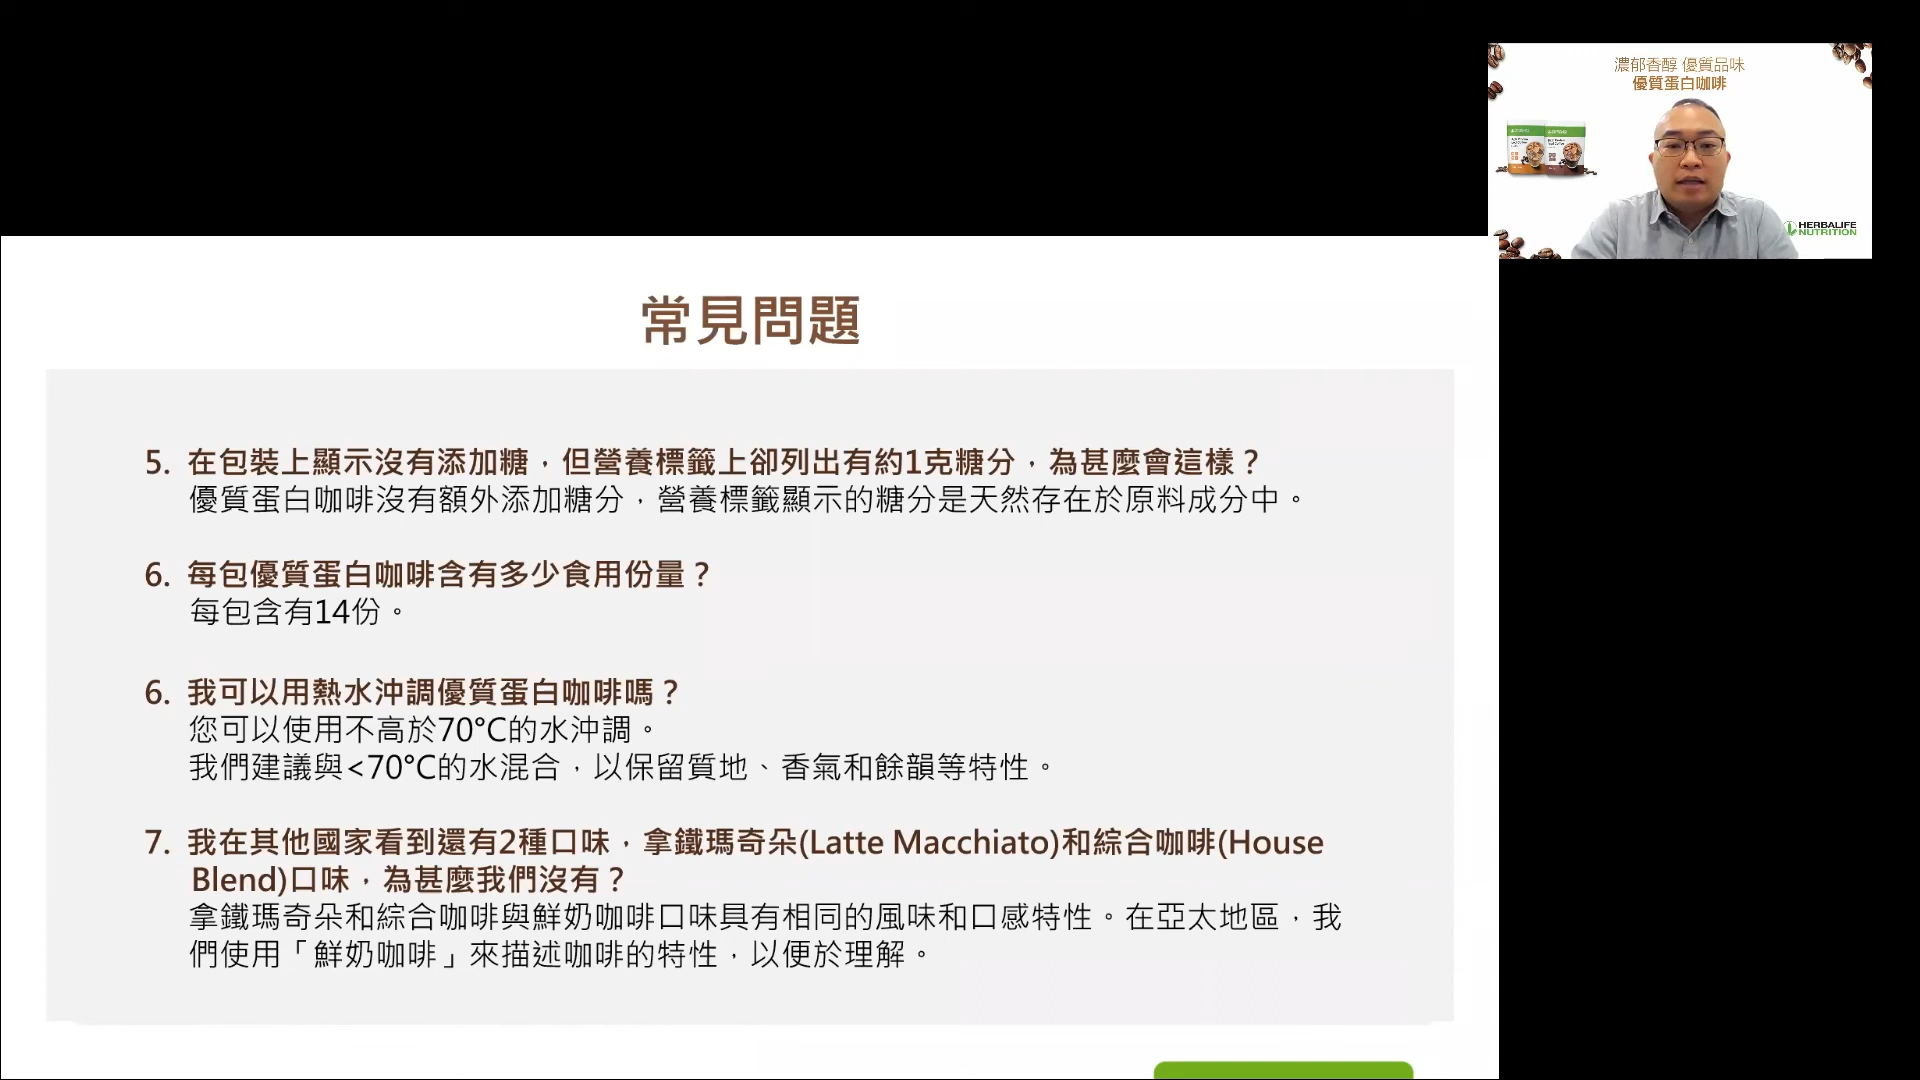 濃郁香醇 優質品味
優質蛋白咖啡
HERBALIFE
NUTRITION
常見問題
5. 在包裝上顯示沒有添加糖，但營養標籤上卻列出有約1克糖分，為甚麼會這樣？
優質蛋白咖啡沒有額外添加糖分，營養標籤顯示的糖分是天然存在於原料成分中。
6. 每包優質蛋白咖啡含有多少食用份量？
每包含有14份。
6. 我可以用熱水沖調優質蛋白咖啡嗎？
您可以使用不高於70°C的水沖調。
我們建議與<70°C的水混合，以保留質地、香氣和餘韻等特性。
7. 我在其他國家看到還有2種口味，拿鐵瑪奇朵(Latte Macchiato)和綜合咖啡(House
Blend)口味，為甚麼我們沒有？
拿鐵瑪奇朵和綜合咖啡與鮮奶咖啡口味具有相同的風味和口感特性。在亞太地區，我
們使用「鮮奶咖啡」來描述咖啡的特性，以便於理解。